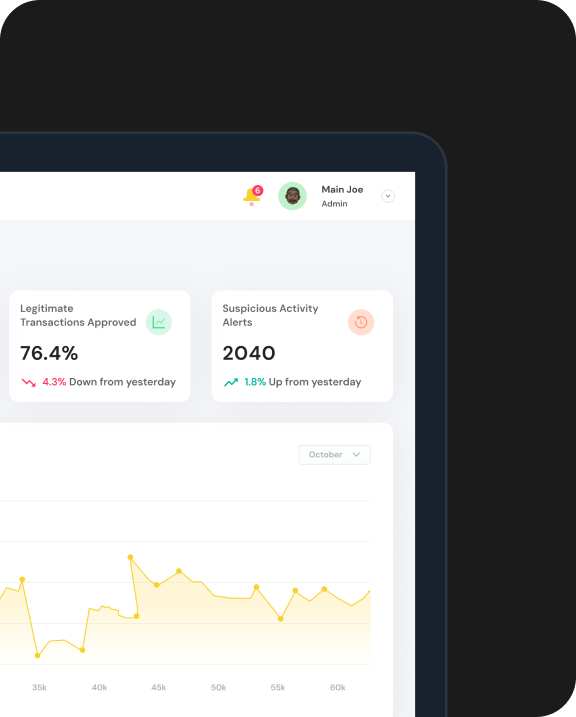 6
Main Joe
Admin
Legitimate
Transactions Approved
76.4%
4.3% Down from yesterday
Suspicious Activity
Alerts
2040
1.8% Up from yesterday
October
35k 40k 45k 50k 55k 60k